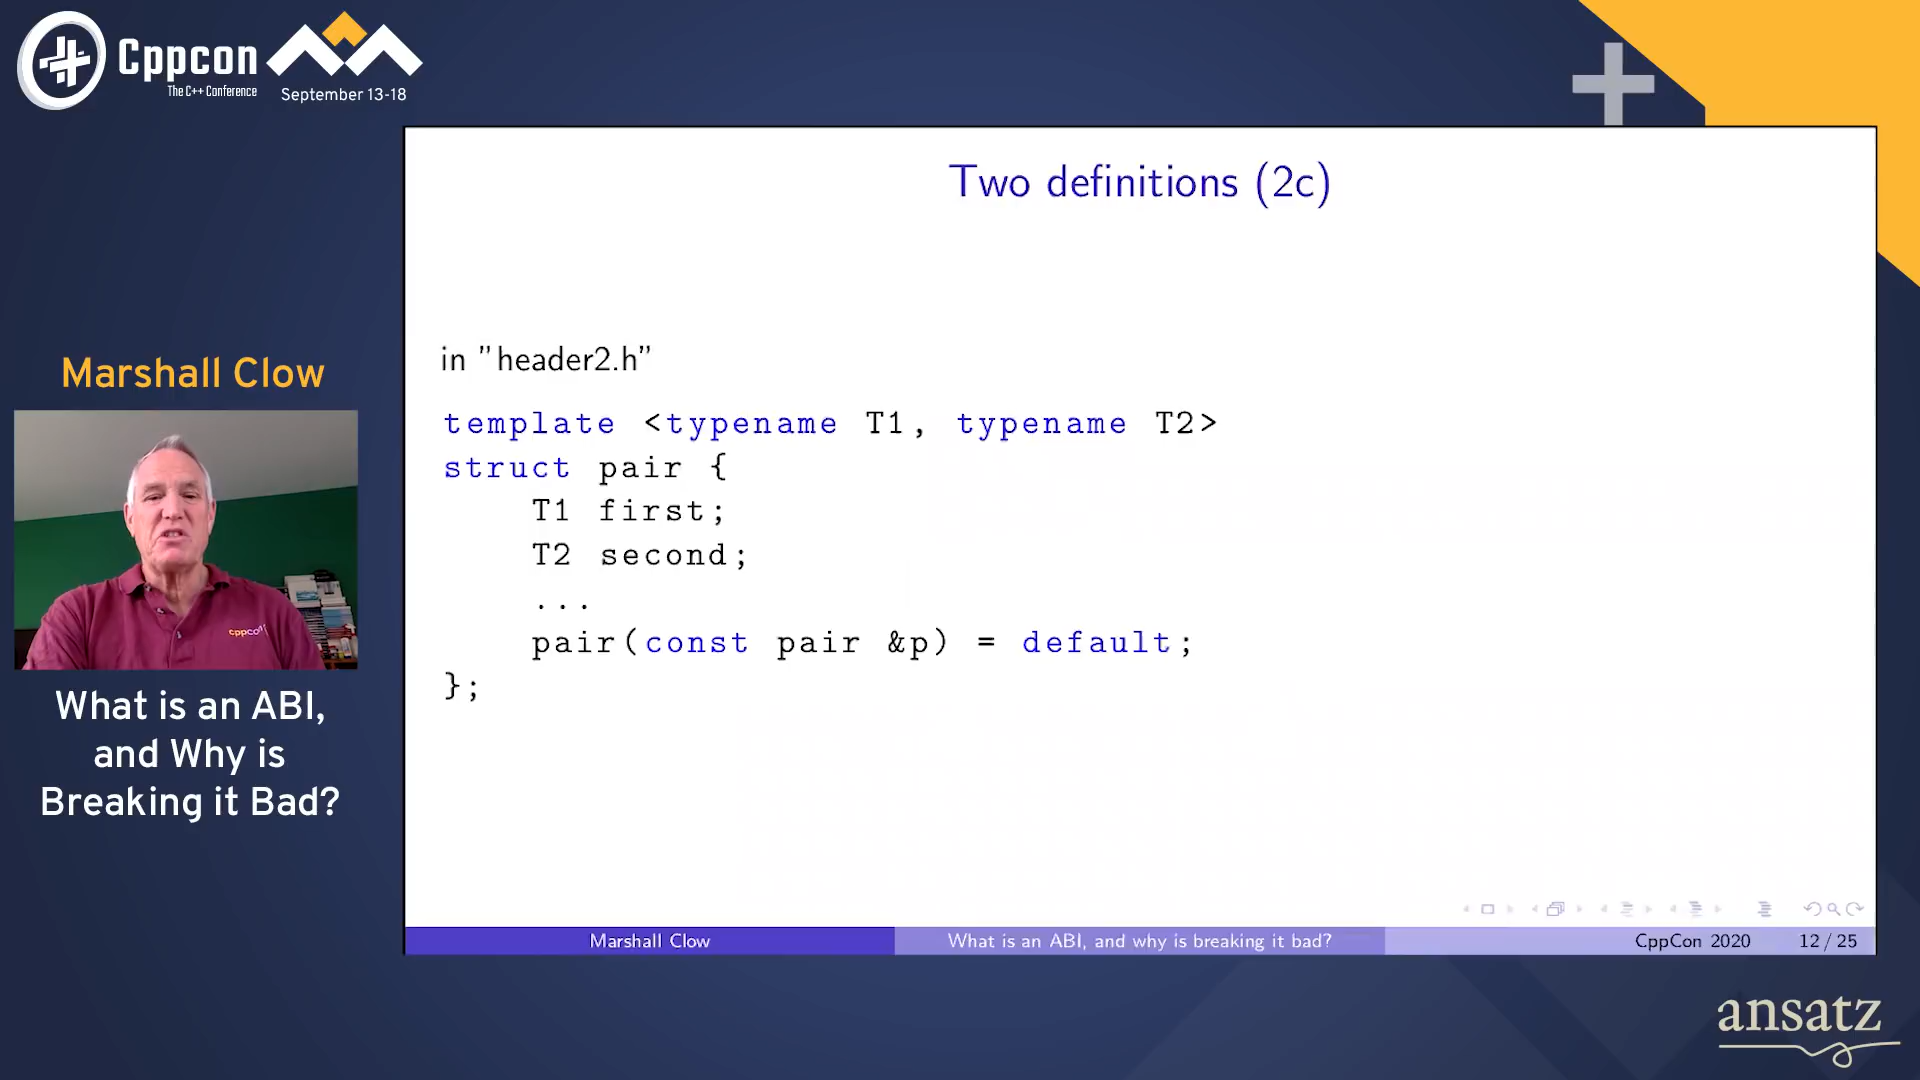 Cppcon
The C++ Conference
September 13-18
Marshall Clow
cppcon
What is an ABI,
and Why is
Breaking it Bad?
Two definitions (2c)
in "header2.h"
template <typename T1, typename T2>
struct pair {
    T1 first;
    T2 second;
    ...
    pair(const pair &p) = default;
};
Marshall Clow
What is an ABI, and why is breaking it bad?
CppCon 2020
12 / 25
ansatz